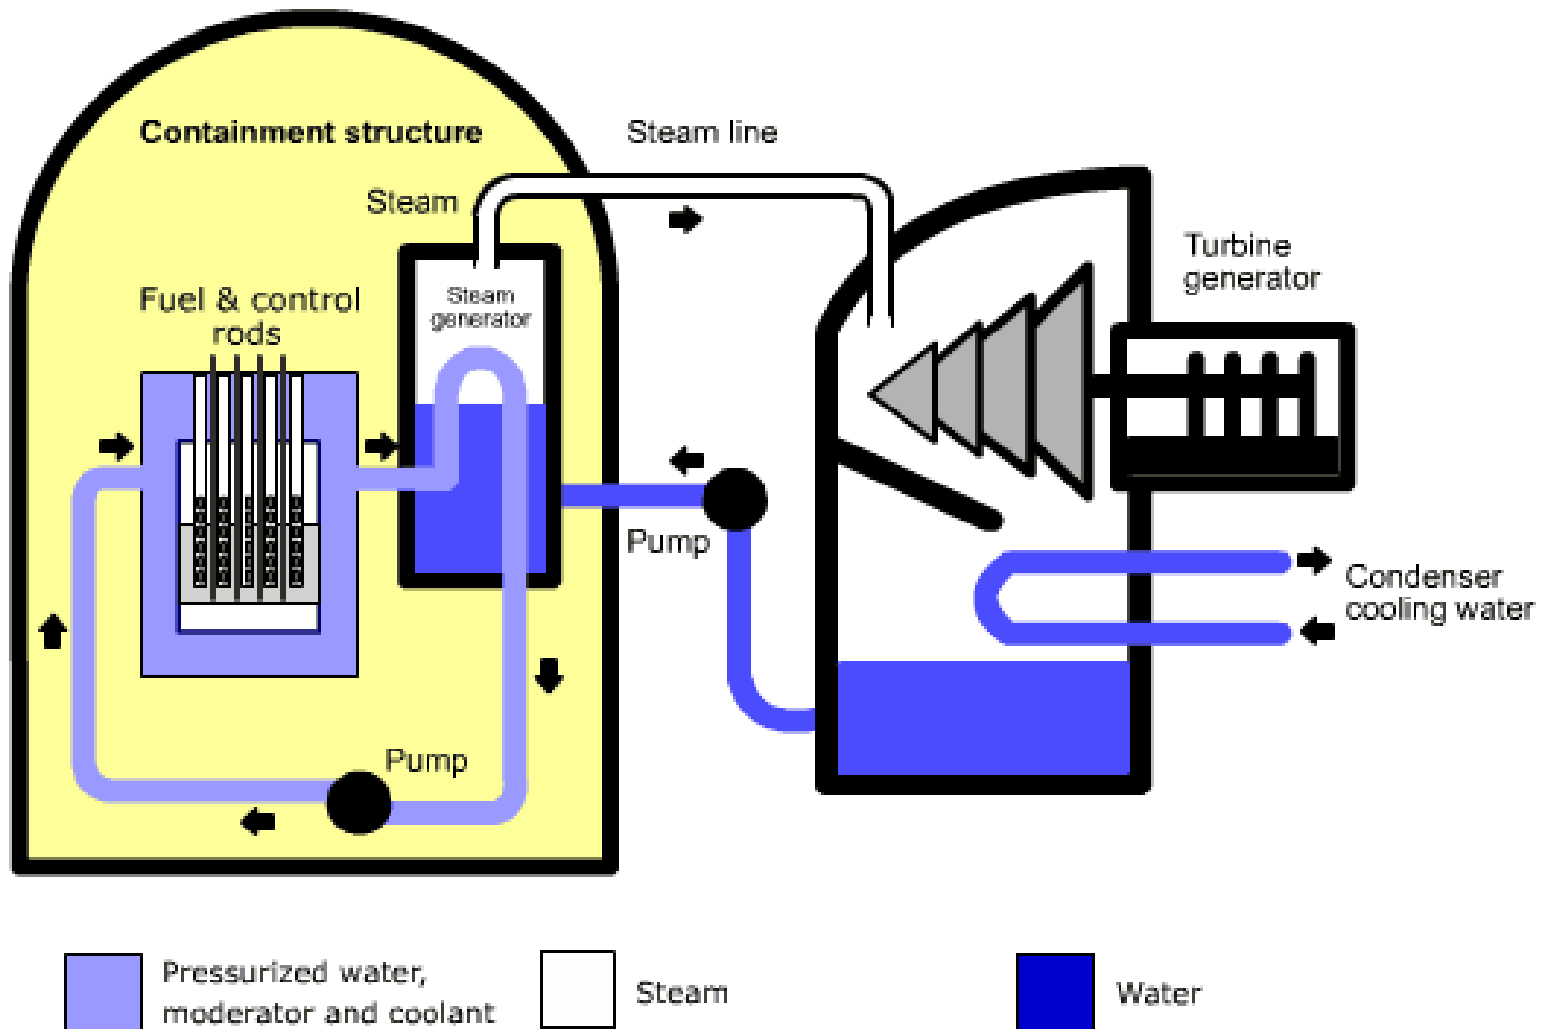 Containment structure
Steam line
Steam
Turbine
generator
Fuel & control
rods
Steam
generator
Pump
Condenser
cooling water
Pump
Pressurized water,
moderator and coolant
Steam
Water